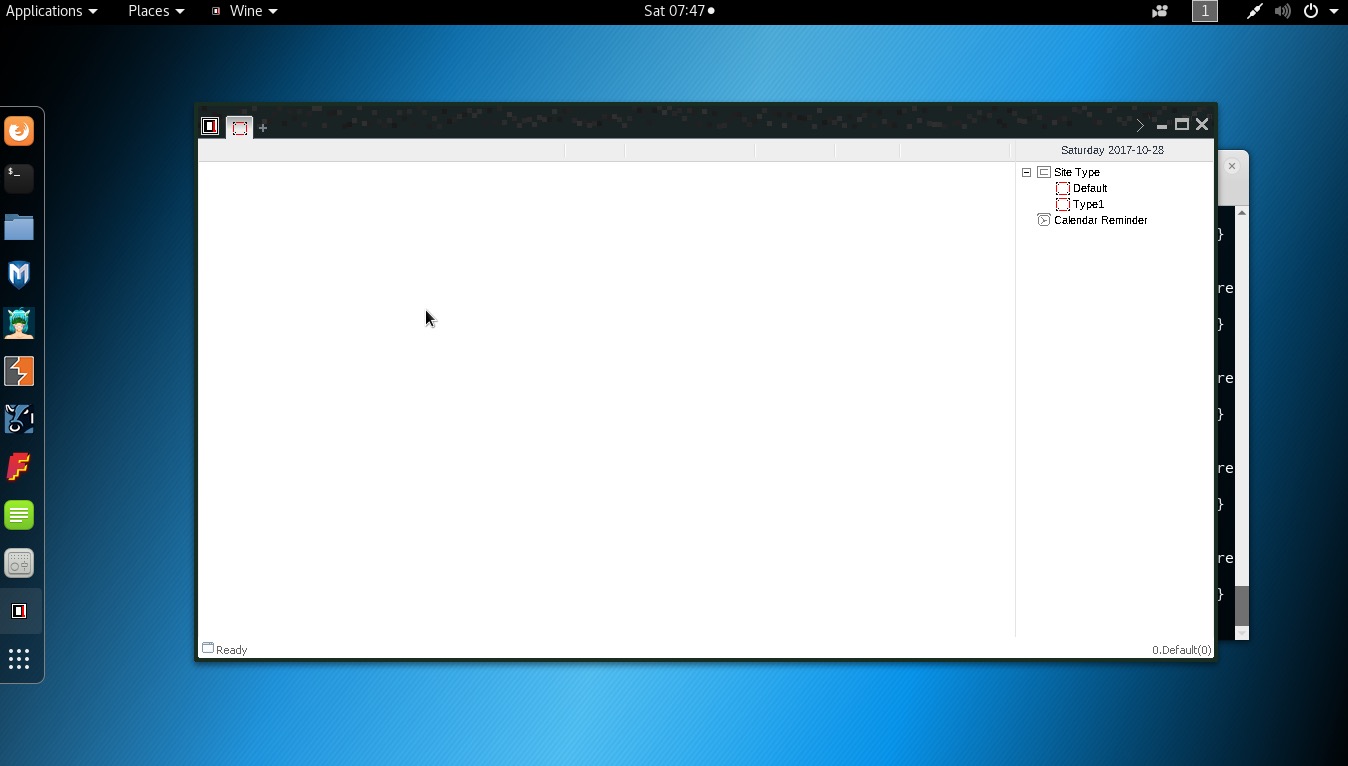 Applications Places Wine Sat 07:47 1
$_
+
Saturday 2017-10-28
Site Type
Default
Type1
Calendar Reminder
}
re
}
re
}
re
}
re
}
Ready 0.Default(0)